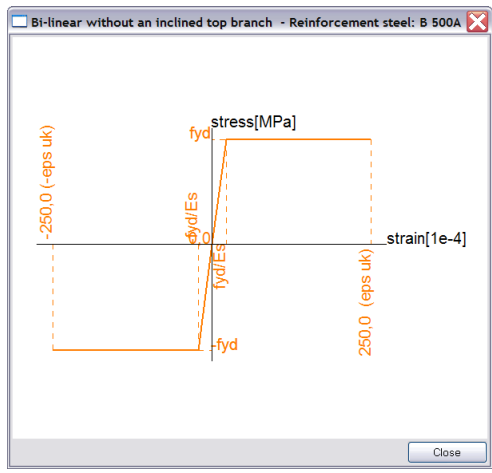 Bi-linear without an inclined top branch - Reinforcement steel: B 500A
stress[MPa]
fyd
-250,0 (-eps uk)
-fyd/Es
0,0
strain[1e-4]
fyd/Es
250,0 (eps uk)
-fyd
Close